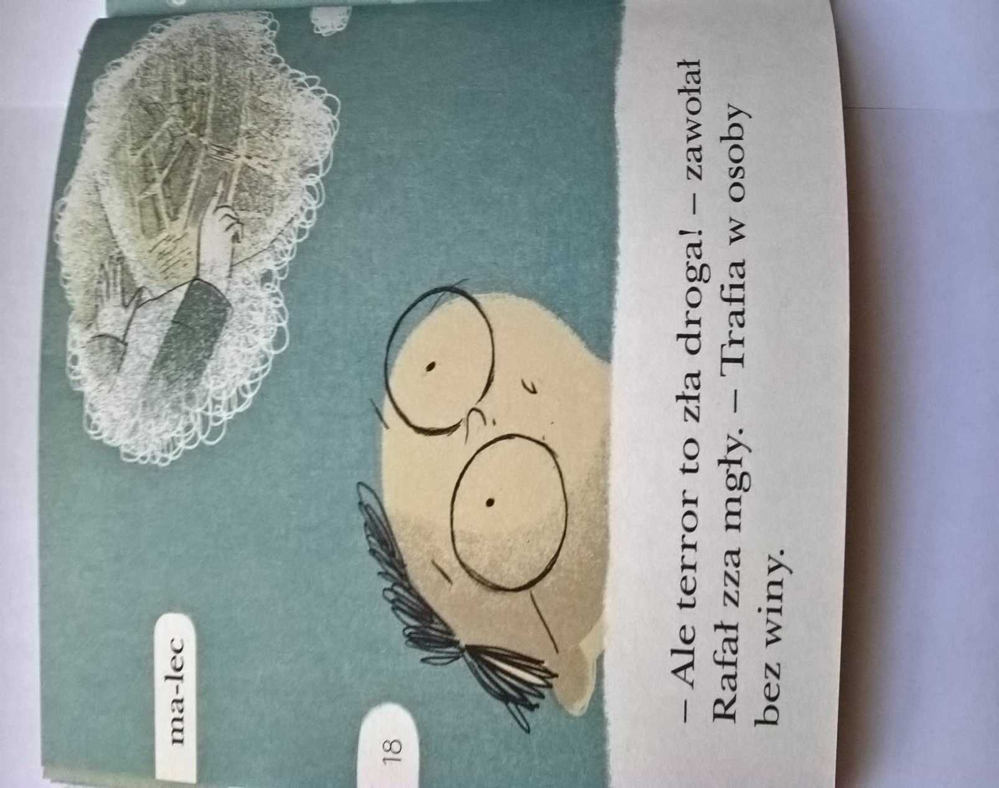 ma-lec
18
– Ale terror to zła droga! – zawołał
Rafał zza mgły. – Trafia w osoby
bez winy.